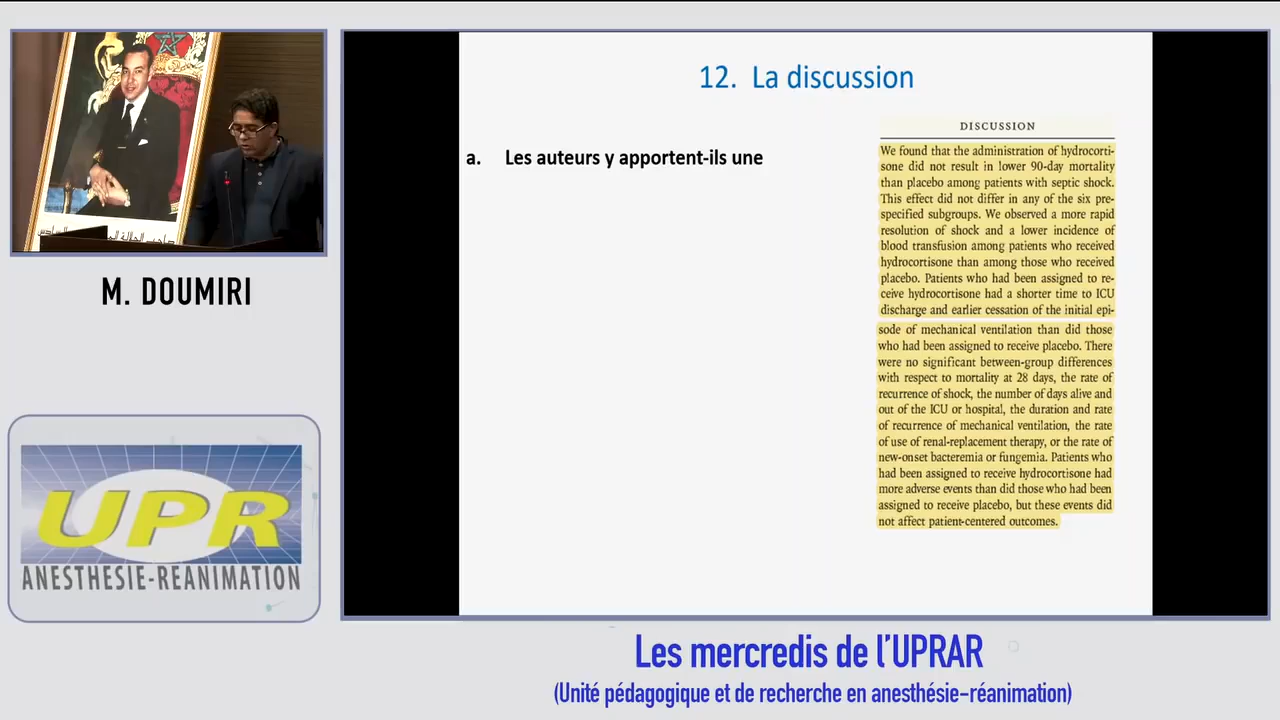 12. La discussion
a. Les auteurs y apportent-ils une
DISCUSSION
We found that the administration of hydrocorti-
sone did not result in lower 90-day mortality
than placebo among patients with septic shock.
This effect did not differ in any of the six pre-
specified subgroups. We observed a more rapid
resolution of shock and a lower incidence of
blood transfusion among patients who received
hydrocortisone than among those who received
placebo. Patients who had been assigned to re-
ceive hydrocortisone had a shorter time to ICU
discharge and earlier cessation of the initial epi-
sode of mechanical ventilation than did those
who had been assigned to receive placebo. There
were no significant between-group differences
with respect to mortality at 28 days, the rate of
recurrence of shock, the number of days alive and
out of the ICU or hospital, the duration and rate
of recurrence of mechanical ventilation, the rate
of use of renal-replacement therapy, or the rate of
new-onset bacteremia or fungemia. Patients who
had been assigned to receive hydrocortisone had
more adverse events than did those who had been
assigned to receive placebo, but these events did
not affect patient-centered outcomes.
M. DOUMIRI
UPR
ANESTHESIE-REANIMATION
Les mercredis de l'UPRAR
(Unité pédagogique et de recherche en anesthésie-réanimation)